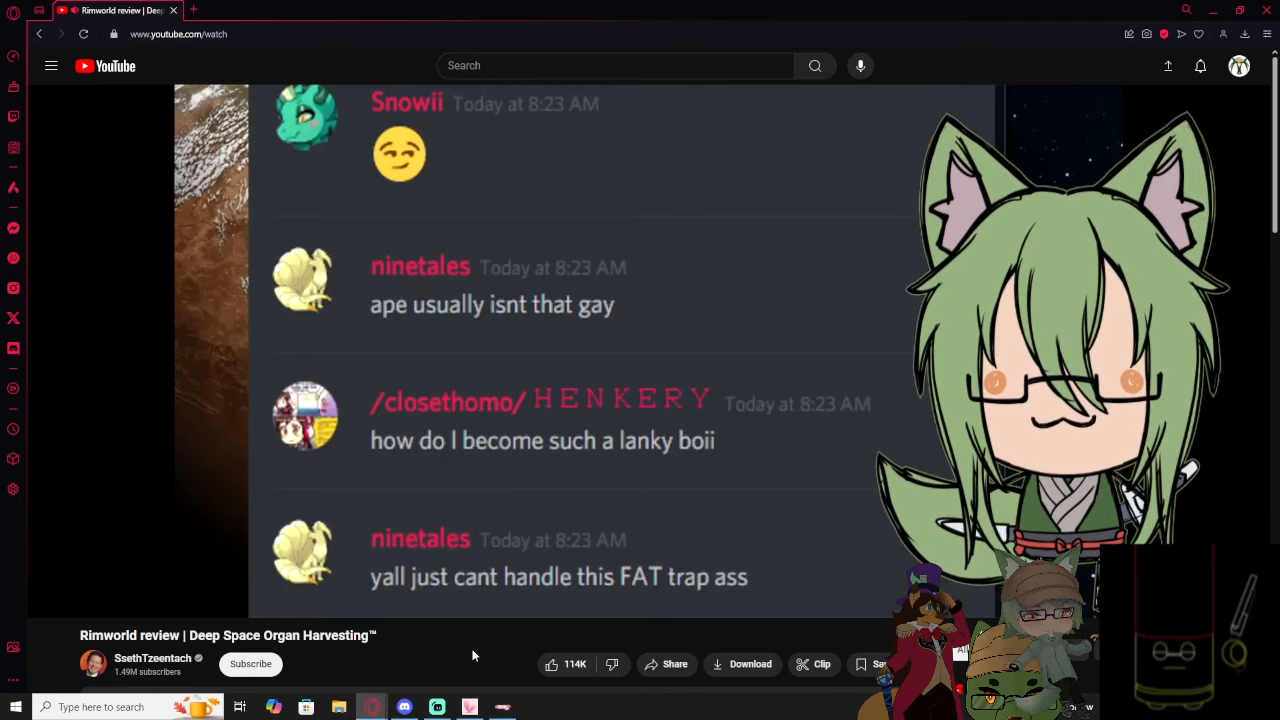 Rimworld review | Deep
www.youtube.com/watch
YouTube
Search
Snowii Today at 8:23 AM
ninetales Today at 8:23 AM
ape usually isnt that gay
/closethomo/ H E N K E R Y Today at 8:23 AM
how do I become such a lanky boii
ninetales Today at 8:23 AM
yall just cant handle this FAT trap ass
Rimworld review | Deep Space Organ Harvesting™
SsethTzeentach
1.49M subscribers
Subscribe
114K
Share
Download
Clip
Type here to search